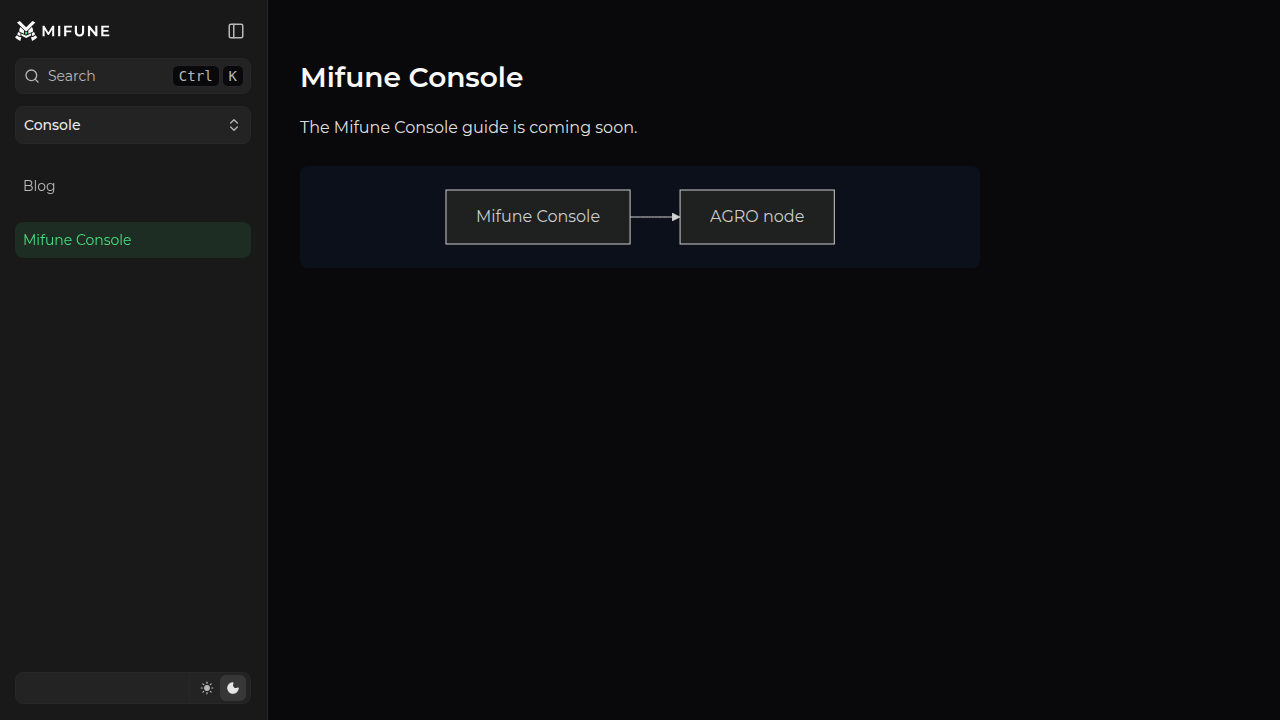 MIFUNE
Search Ctrl K
Console
Blog
Mifune Console
Mifune Console
The Mifune Console guide is coming soon.
Mifune Console
AGRO node